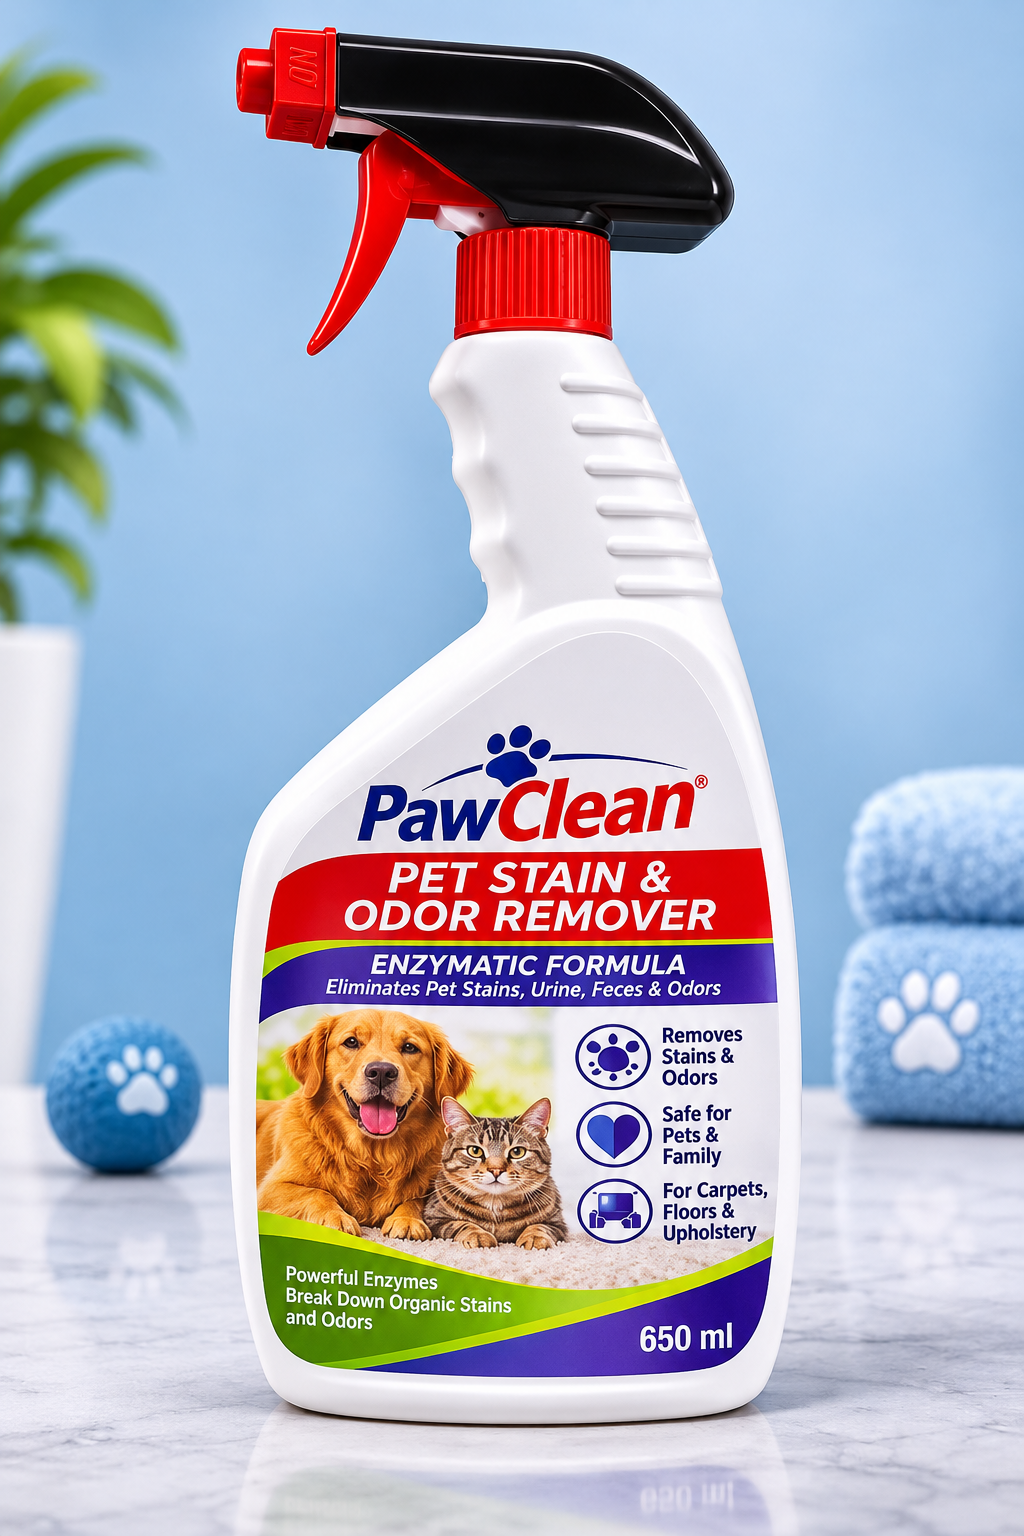 ON
PawClean®
PET STAIN &
ODOR REMOVER
ENZYMATIC FORMULA
Eliminates Pet Stains, Urine, Feces & Odors
Removes
Stains &
Odors
Safe for
Pets &
Family
For Carpets,
Floors &
Upholstery
Powerful Enzymes
Break Down Organic Stains
and Odors
650 ml